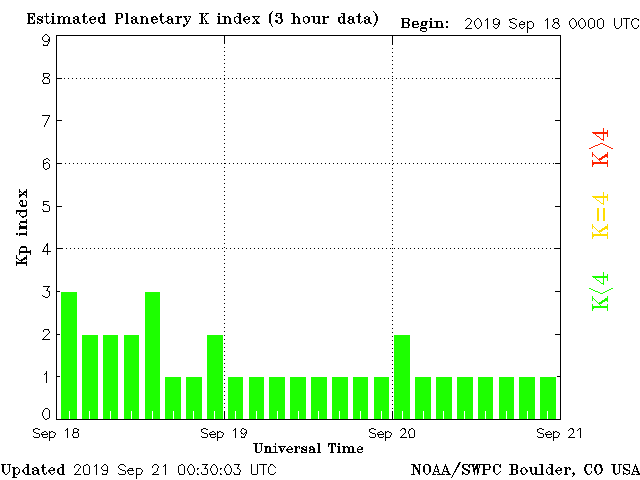 Estimated Planetary K index (3 hour data) Begin: 2019 Sep 18 0000 UTC
9
8
7
6
5
4
3
2
1
0
Kp index
K>4
K=4
K<4
Sep 18 Sep 19 Sep 20 Sep 21
Universal Time
Updated 2019 Sep 21 00:30:03 UTC NOAA/SWPC Boulder, CO USA